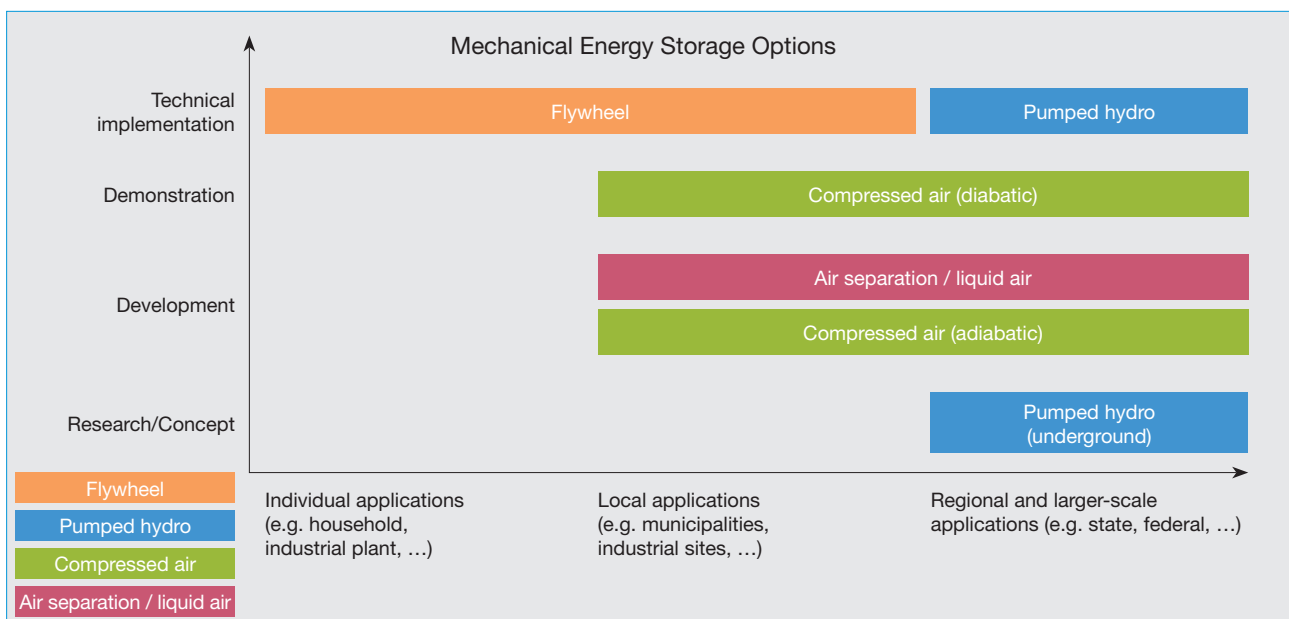 Mechanical Energy Storage Options
Technical
implementation
Flywheel
Pumped hydro
Demonstration
Compressed air (diabatic)
Development
Air separation / liquid air
Compressed air (adiabatic)
Research/Concept
Pumped hydro
(underground)
Flywheel
Pumped hydro
Compressed air
Air separation / liquid air
Individual applications
(e.g. household,
industrial plant, …)
Local applications
(e.g. municipalities,
industrial sites, …)
Regional and larger-scale
applications (e.g. state, federal, …)